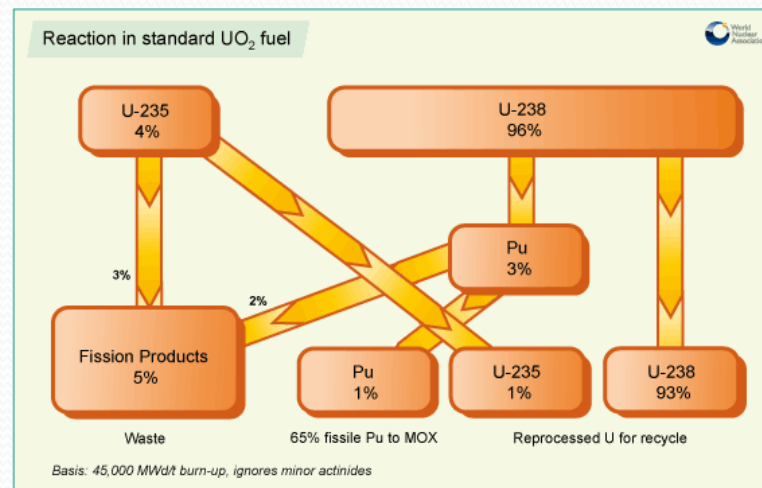 Reaction in standard UO₂ fuel
World
Nuclear
Association
U-235
4%
U-238
96%
Pu
3%
3%
2%
Fission Products
5%
Pu
1%
U-235
1%
U-238
93%
Waste
65% fissile Pu to MOX
Reprocessed U for recycle
Basis: 45,000 MWd/t burn-up, ignores minor actinides